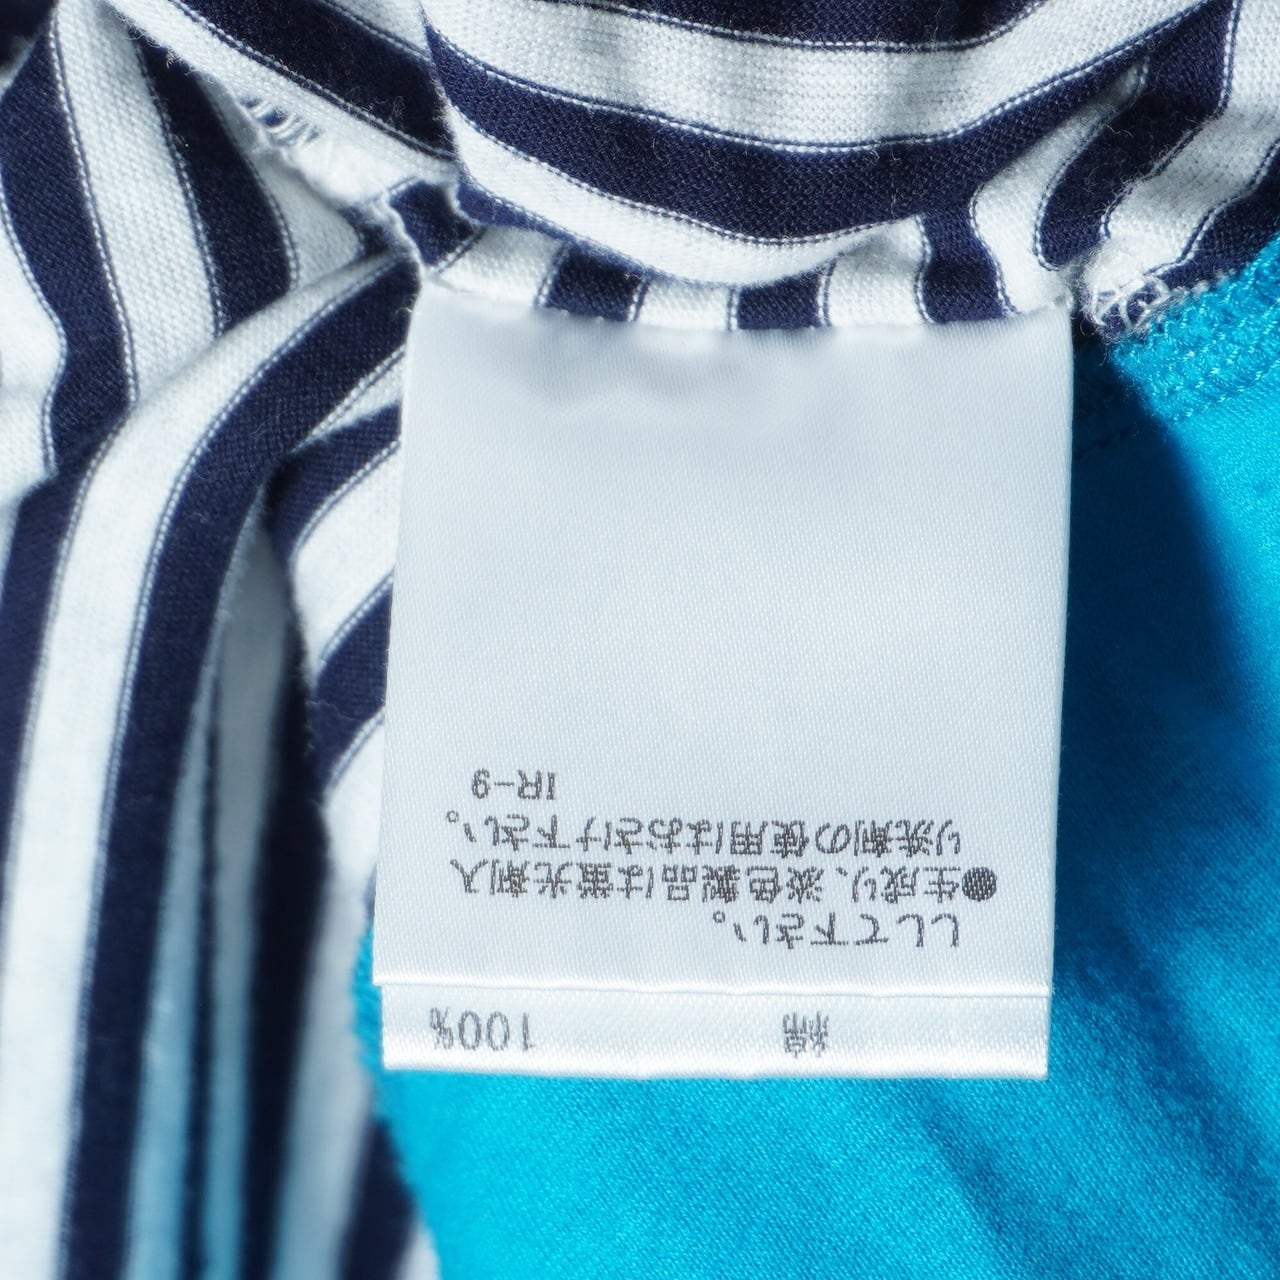 綿 100%
しして下さい。
●生成り、淡色製品は蛍光剤入
り洗剤の使用はおさけ下さい。
IR-9